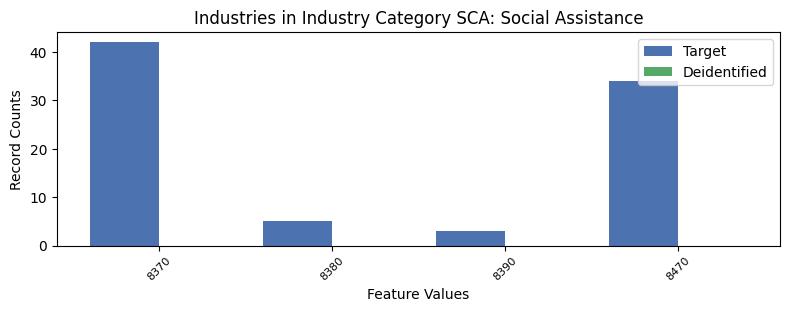 Industries in Industry Category SCA: Social Assistance
Target
Deidentified
Record Counts
40
30
20
10
0
8370
8380
8390
8470
Feature Values